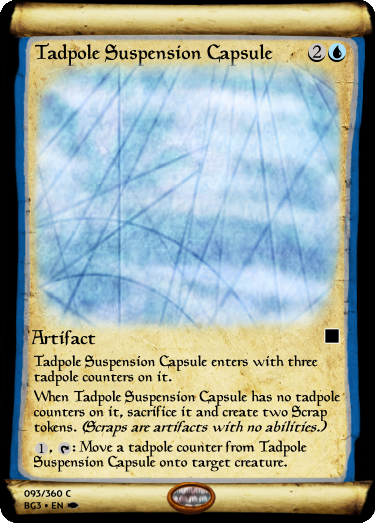 Tadpole Suspension Capsule 2
Artifact
Tadpole Suspension Capsule enters with three
tadpole counters on it.
When Tadpole Suspension Capsule has no tadpole
counters on it, sacrifice it and create two Scrap
tokens. (Scraps are artifacts with no abilities.)
1, : Move a tadpole counter from Tadpole
Suspension Capsule onto target creature.
093/360 C
BG3 • EN